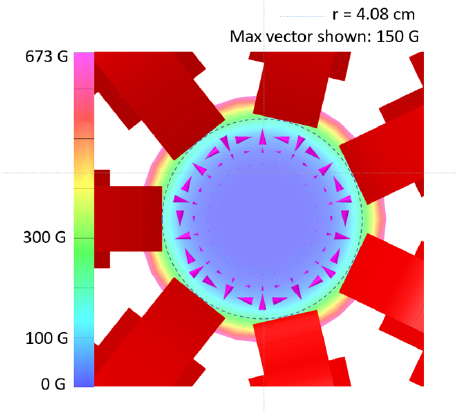 r = 4.08 cm
Max vector shown: 150 G
673 G
300 G
100 G
0 G